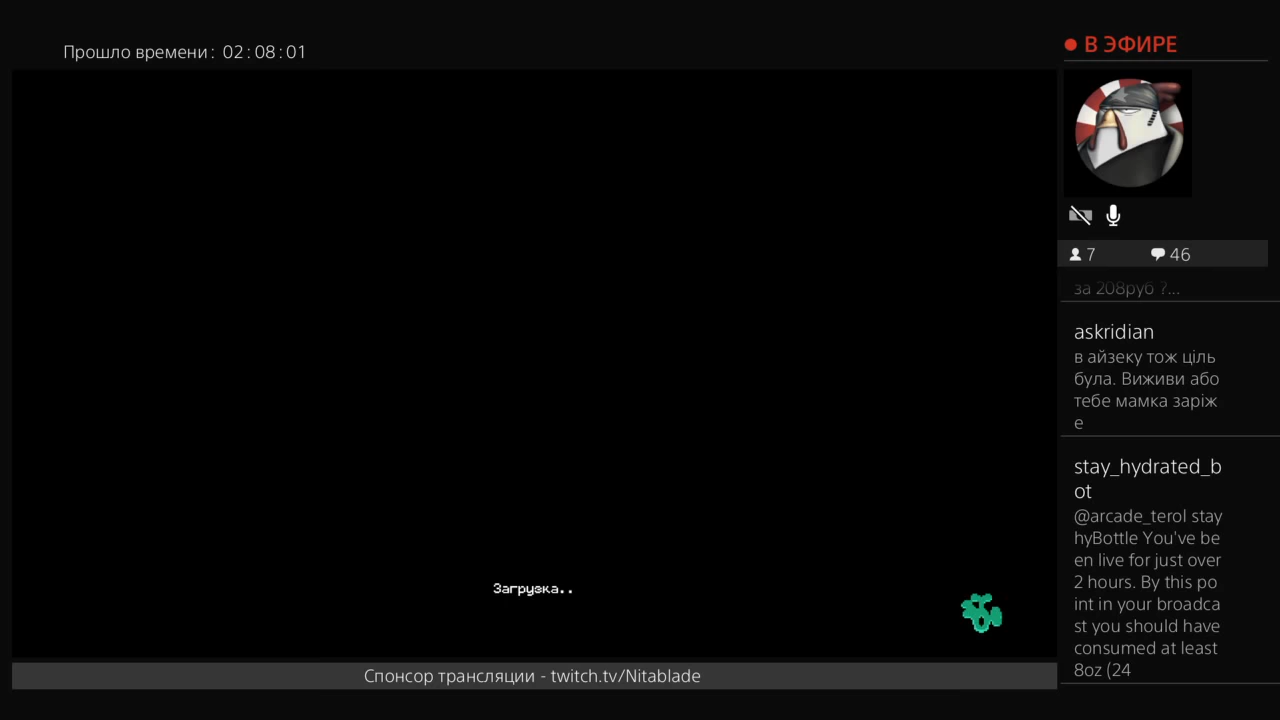 Прошло времени: 02:08:01
В ЭФИРЕ
7 46
за 208руб ?...
askridian
в айзеку тож ціль
була. Виживи або
тебе мамка заріж
е
stay_hydrated_b
ot
@arcade_terol stay
hyBottle You've be
en live for just over
2 hours. By this po
int in your broadca
st you should have
consumed at least
8oz (24
Загрузка..
Спонсор трансляции - twitch.tv/Nitablade